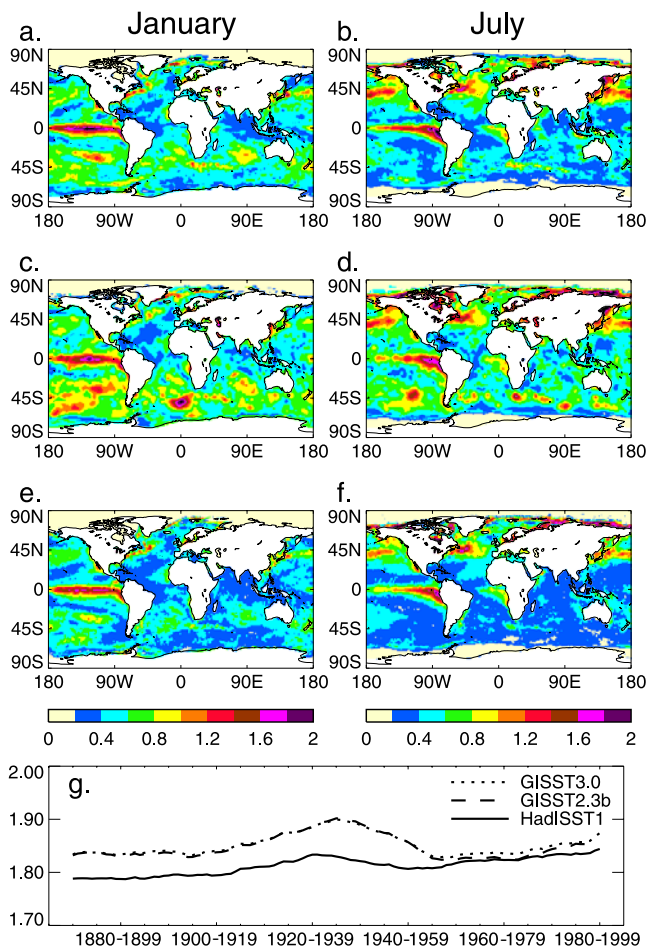 January July
a. b.
90N 90N
45N 45N
0 0
45S 45S
90S 90S
180 90W 0 90E 180 180 90W 0 90E 180
c. d.
90N 90N
45N 45N
0 0
45S 45S
90S 90S
180 90W 0 90E 180 180 90W 0 90E 180
e. f.
90N 90N
45N 45N
0 0
45S 45S
90S 90S
180 90W 0 90E 180 180 90W 0 90E 180
0 0.4 0.8 1.2 1.6 2 0 0.4 0.8 1.2 1.6 2
2.00
g.
GISST3.0
GISST2.3b
HadISST1
1.90
1.80
1.70
1880-1899 1900-1919 1920-1939 1940-1959 1960-1979 1980-1999